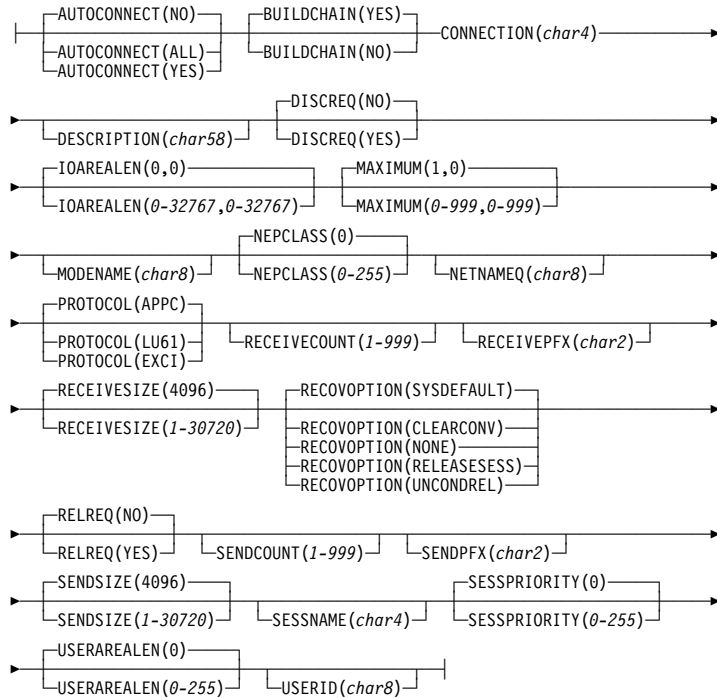 AUTOCONNECT(NO) BUILDCHAIN(YES)
CONNECTION(char4)
AUTOCONNECT(ALL) BUILDCHAIN(NO)
AUTOCONNECT(YES)
DISCREQ(NO)
DESCRIPTION(char58) DISCREQ(YES)
IOAREALEN(0,0) MAXIMUM(1,0)
IOAREALEN(0-32767,0-32767) MAXIMUM(0-999,0-999)
NEPCLASS(0)
MODENAME(char8) NEPCLASS(0-255) NETNAMEQ(char8)
PROTOCOL(APPC)
PROTOCOL(LU61) RECEIVECOUNT(1-999) RECEIVEPFX(char2)
PROTOCOL(EXCI)
RECEIVESIZE(4096) RECOVOPTION(SYSDEFAULT)
RECEIVESIZE(1-30720) RECOVOPTION(CLEARCONV)
RECOVOPTION(NONE)
RECOVOPTION(RELEASESESS)
RECOVOPTION(UNCONDREL)
RELREQ(NO)
RELREQ(YES) SENDCOUNT(1-999) SENDPFX(char2)
SENDSIZE(4096) SESSPRIORITY(0)
SENDSIZE(1-30720) SESSNAME(char4) SESSPRIORITY(0-255)
USERAREALEN(0)
USERAREALEN(0-255) USERID(char8)